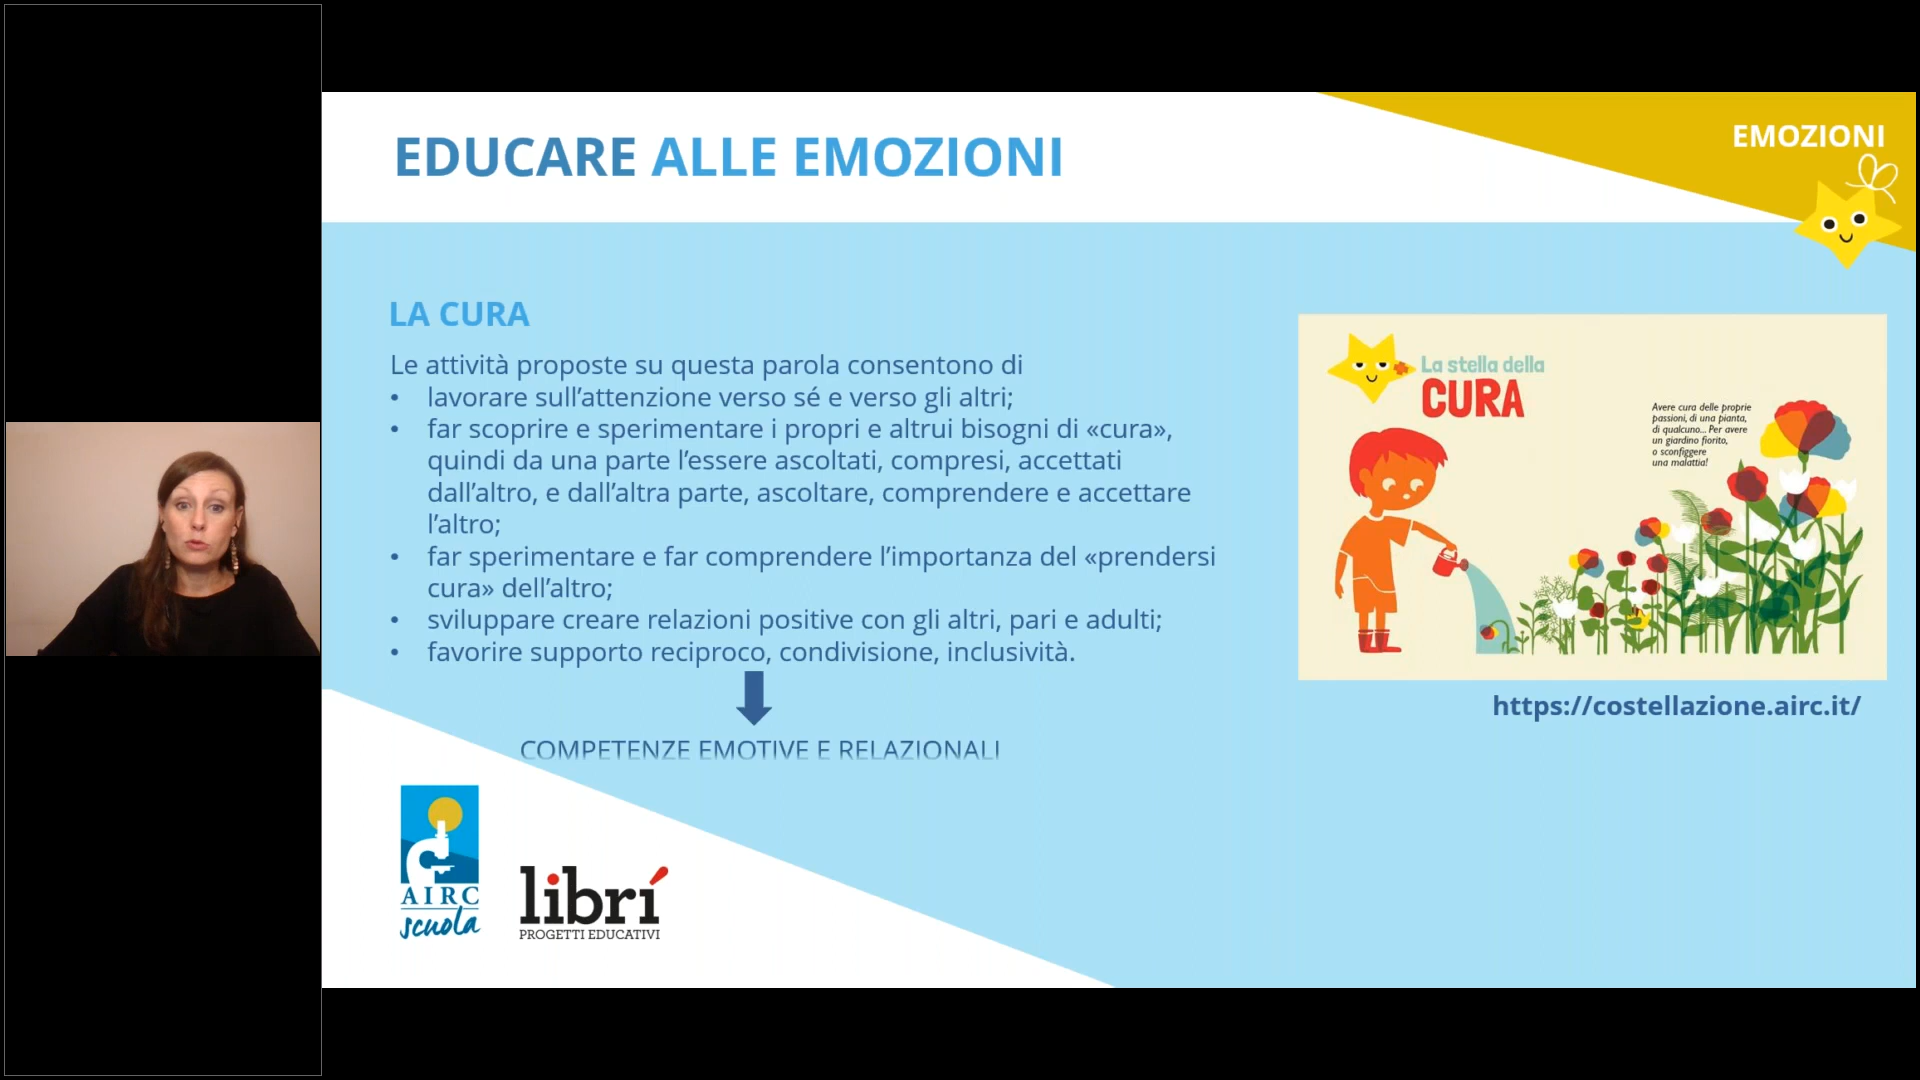 EDUCARE ALLE EMOZIONI
EMOZIONI
LA CURA
Le attività proposte su questa parola consentono di
• lavorare sull’attenzione verso sé e verso gli altri;
• far scoprire e sperimentare i propri e altrui bisogni di «cura»,
quindi da una parte l’essere ascoltati, compresi, accettati
dall’altro, e dall’altra parte, ascoltare, comprendere e accettare
l’altro;
• far sperimentare e far comprendere l’importanza del «prendersi
cura» dell’altro;
• sviluppare creare relazioni positive con gli altri, pari e adulti;
• favorire supporto reciproco, condivisione, inclusività.
COMPETENZE EMOTIVE E RELAZIONALI
La stella della
CURA
Avere cura delle proprie
passioni, di una pianta,
di qualcuno... Per avere
un giardino fiorito,
o sconfiggere
una malattia!
https://costellazione.airc.it/
AIRC
scuola
librí
PROGETTI EDUCATIVI